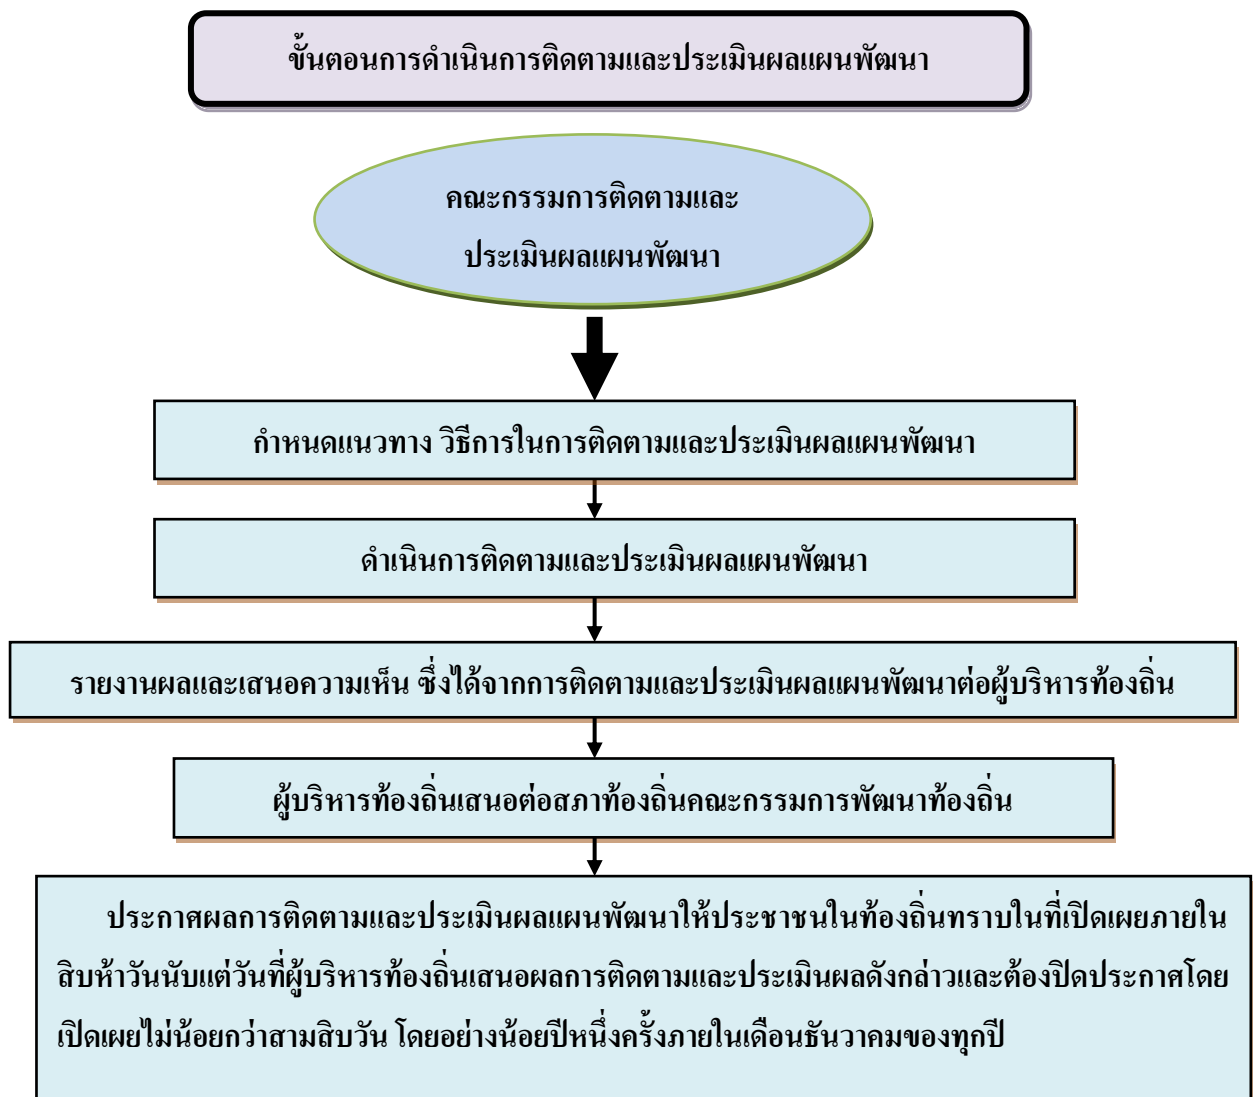 ขั้นตอนการดำเนินการติดตามและประเมินผลแผนพัฒนา
คณะกรรมการติดตามและ
ประเมินผลแผนพัฒนา
กำหนดแนวทาง วิธีการในการติดตามและประเมินผลแผนพัฒนา
ดำเนินการติดตามและประเมินผลแผนพัฒนา
รายงานผลและเสนอความเห็น ซึ่งได้จากการติดตามและประเมินผลแผนพัฒนาต่อผู้บริหารท้องถิ่น
ผู้บริหารท้องถิ่นเสนอต่อสภาท้องถิ่นคณะกรรมการพัฒนาท้องถิ่น
ประกาศผลการติดตามและประเมินผลแผนพัฒนาให้ประชาชนในท้องถิ่นทราบในที่เปิดเผยภายใน
สิบห้าวันนับแต่วันที่ผู้บริหารท้องถิ่นเสนอผลการติดตามและประเมินผลดังกล่าวและต้องปิดประกาศโดย
เปิดเผยไม่น้อยกว่าสามสิบวัน โดยอย่างน้อยปีหนึ่งครั้งภายในเดือนธันวาคมของทุกปี